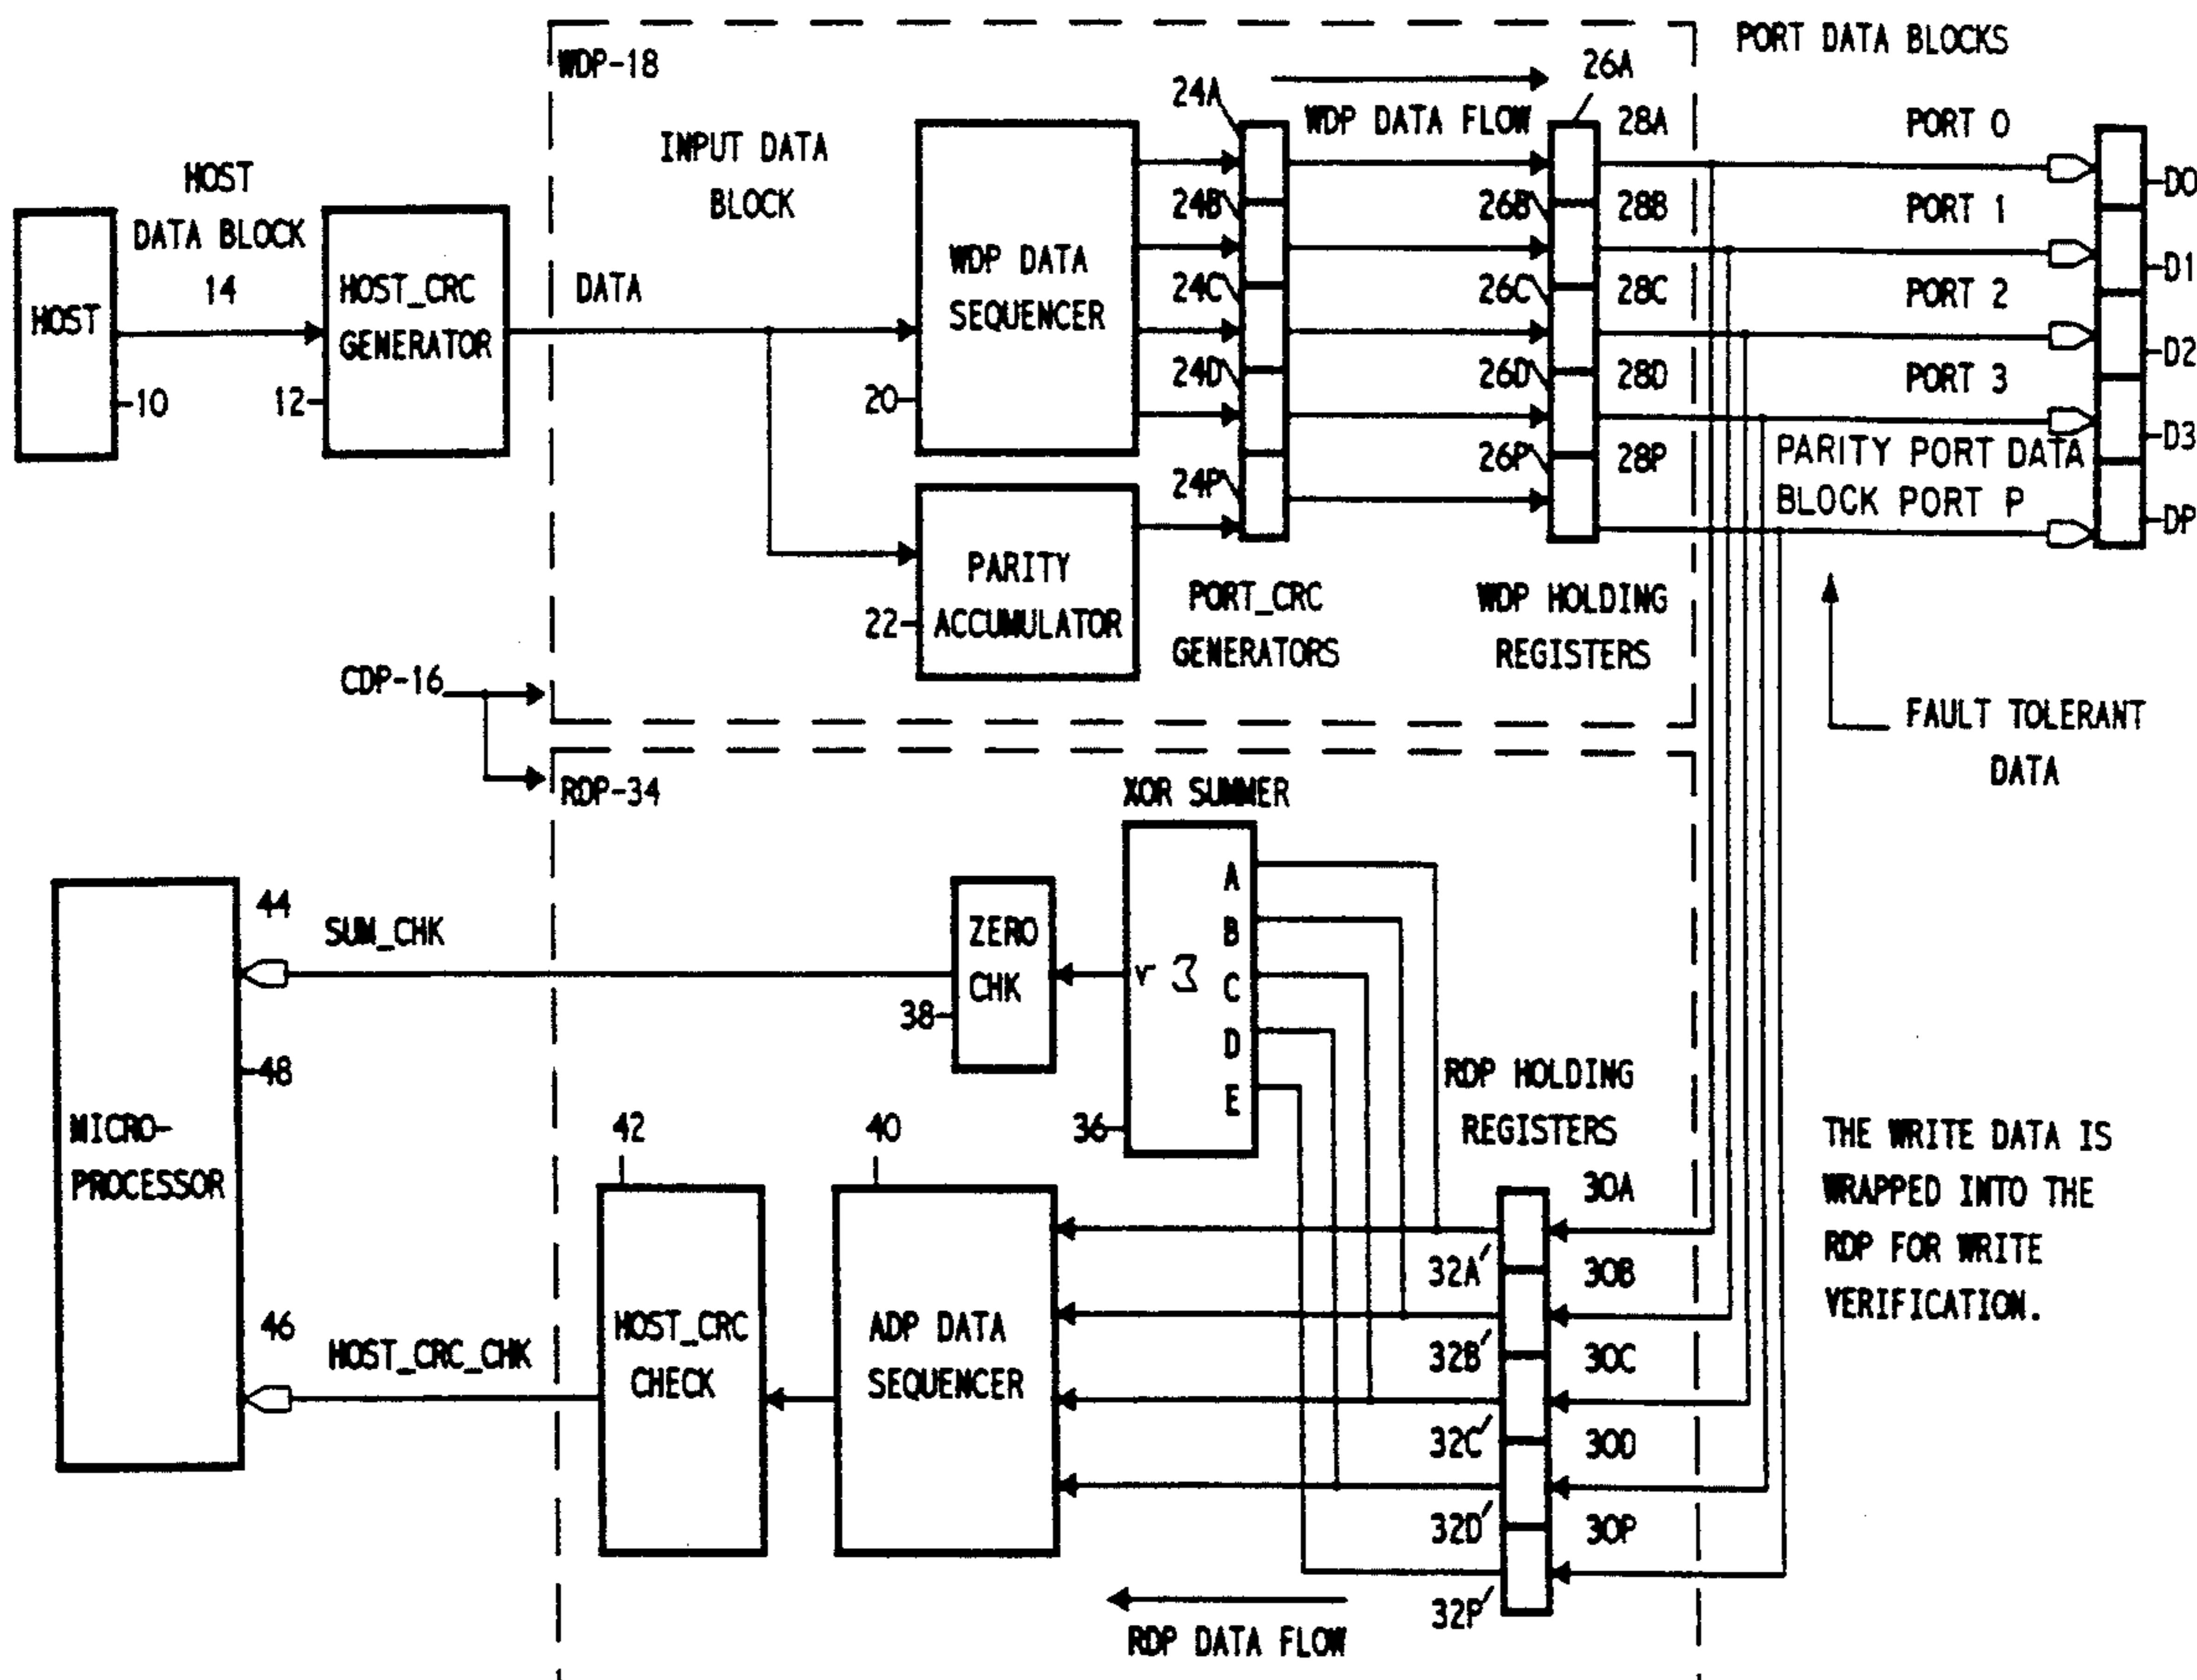 WDP-18
PORT DATA BLOCKS
24A
26A
WDP DATA FLOW
28A
PORT 0
D0
INPUT DATA
BLOCK
HOST
DATA BLOCK
14
HOST
10
HOST_CRC
GENERATOR
12
DATA
WDP DATA
SEQUENCER
20
24B
26B
28B
PORT 1
D1
24C
26C
28C
PORT 2
D2
24D
26D
28D
PORT 3
D3
24P
26P
28P
PARITY PORT DATA
BLOCK PORT P
DP
PARITY
ACCUMULATOR
22
PORT_CRC
GENERATORS
WDP HOLDING
REGISTERS
CDP-16
FAULT TOLERANT
DATA
RDP-34
XOR SUMMER
A
B
C
D
E
Σ
36
ZERO
CHK
38
44
SUM_CHK
48
MICRO-
PROCESSOR
46
HOST_CRC_CHK
42
HOST_CRC
CHECK
40
ADP DATA
SEQUENCER
RDP HOLDING
REGISTERS
30A
32A
30B
32B
30C
32C
30D
32D
30P
32P
RDP DATA FLOW
THE WRITE DATA IS
WRAPPED INTO THE
RDP FOR WRITE
VERIFICATION.